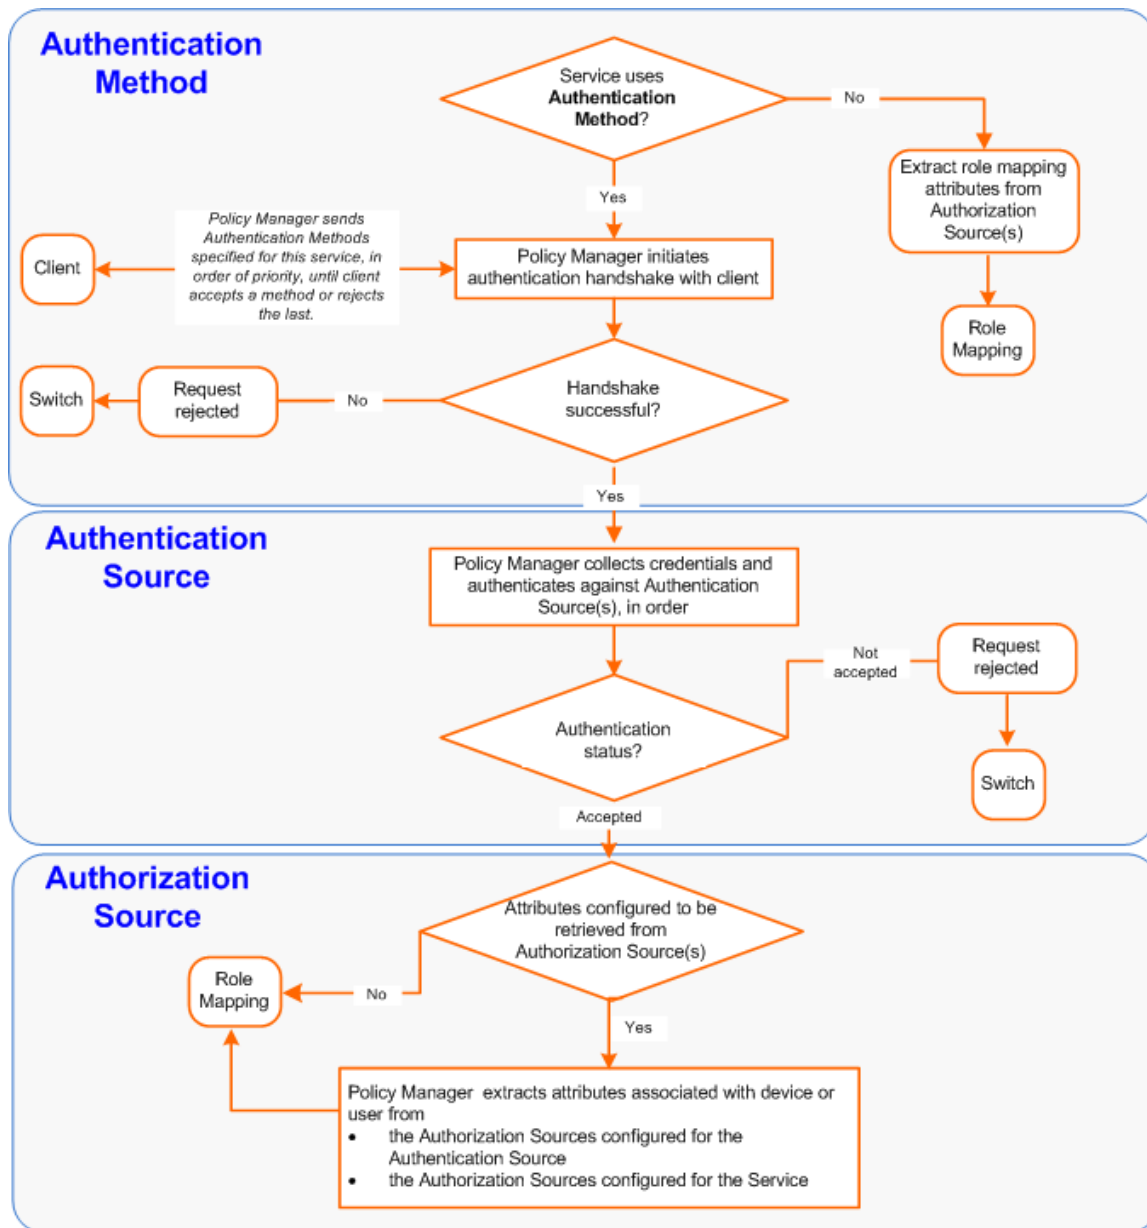 Authentication
Method
Service uses
Authentication
Method?
No
Extract role mapping
attributes from
Authorization
Source(s)
Yes
Policy Manager sends
Authentication Methods
specified for this service, in
order of priority, until client
accepts a method or rejects
the last.
Client
Policy Manager initiates
authentication handshake with client
Role
Mapping
Handshake
successful?
No
Request
rejected
Switch
Yes
Authentication
Source
Policy Manager collects credentials and
authenticates against Authentication
Source(s), in order
Not
accepted
Request
rejected
Authentication
status?
Switch
Accepted
Authorization
Source
Attributes configured to be
retrieved from
Authorization Source(s)
No
Role
Mapping
Yes
Policy Manager extracts attributes associated with device or
user from
• the Authorization Sources configured for the
Authentication Source
• the Authorization Sources configured for the Service